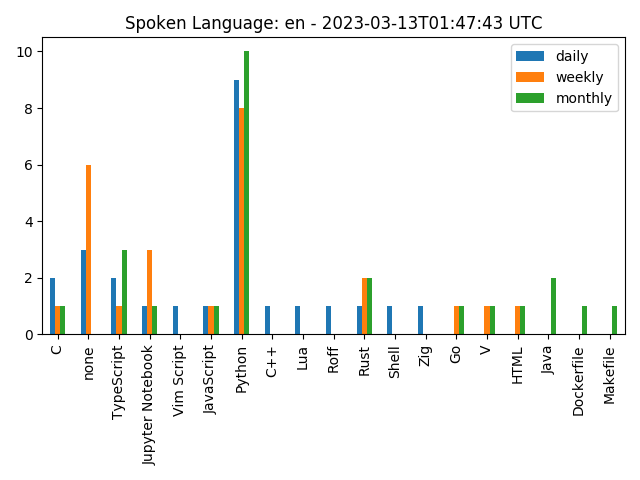 Spoken Language: en - 2023-03-13T01:47:43 UTC
daily
weekly
monthly
10
8
6
4
2
0
C
none
TypeScript
Jupyter Notebook
Vim Script
JavaScript
Python
C++
Lua
Roff
Rust
Shell
Zig
Go
V
HTML
Java
Dockerfile
Makefile